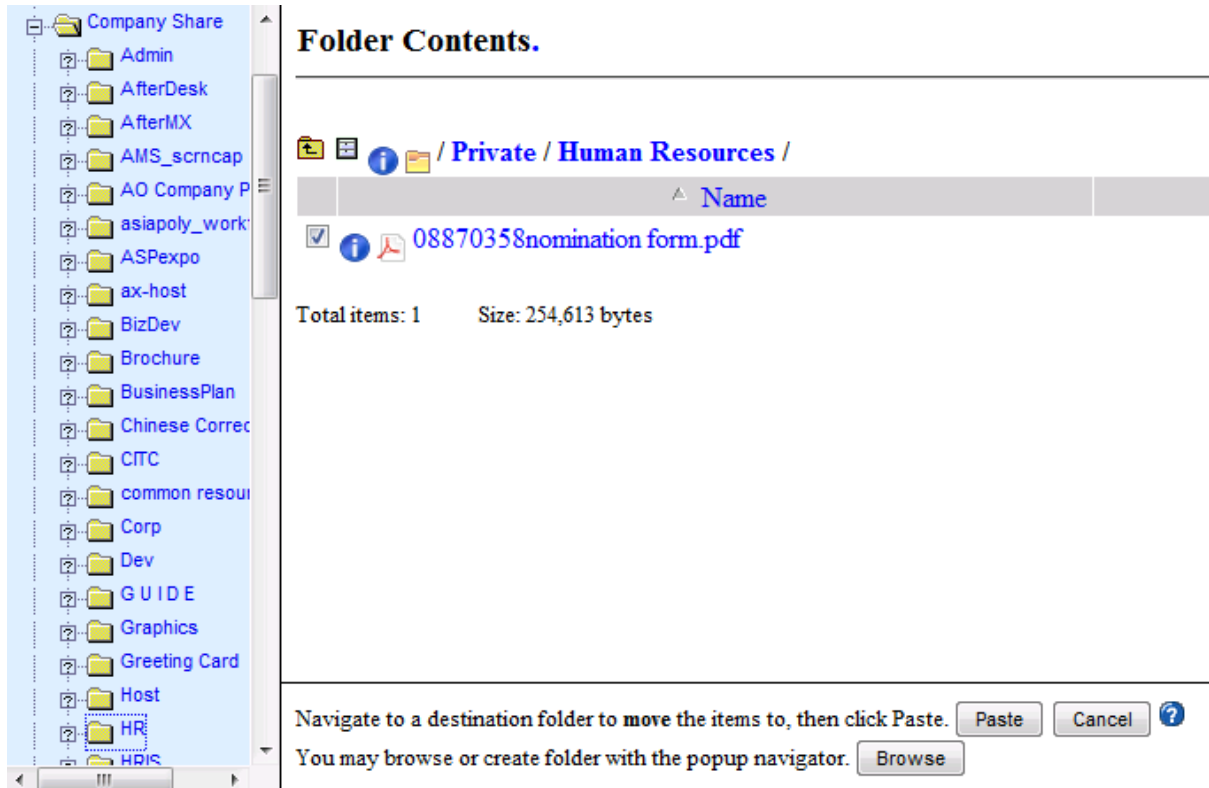 Company Share
Admin
AfterDesk
AfterMX
AMS_scrncap
AO Company P
asiapoly_work
ASPexpo
ax-host
BizDev
Brochure
BusinessPlan
Chinese Correc
CITC
common resou
Corp
Dev
G U I D E
Graphics
Greeting Card
Host
HR
HRIS
Folder Contents.
/ Private / Human Resources /
Name
08870358nomination form.pdf
Total items: 1 Size: 254,613 bytes
Navigate to a destination folder to move the items to, then click Paste. Paste Cancel
You may browse or create folder with the popup navigator. Browse